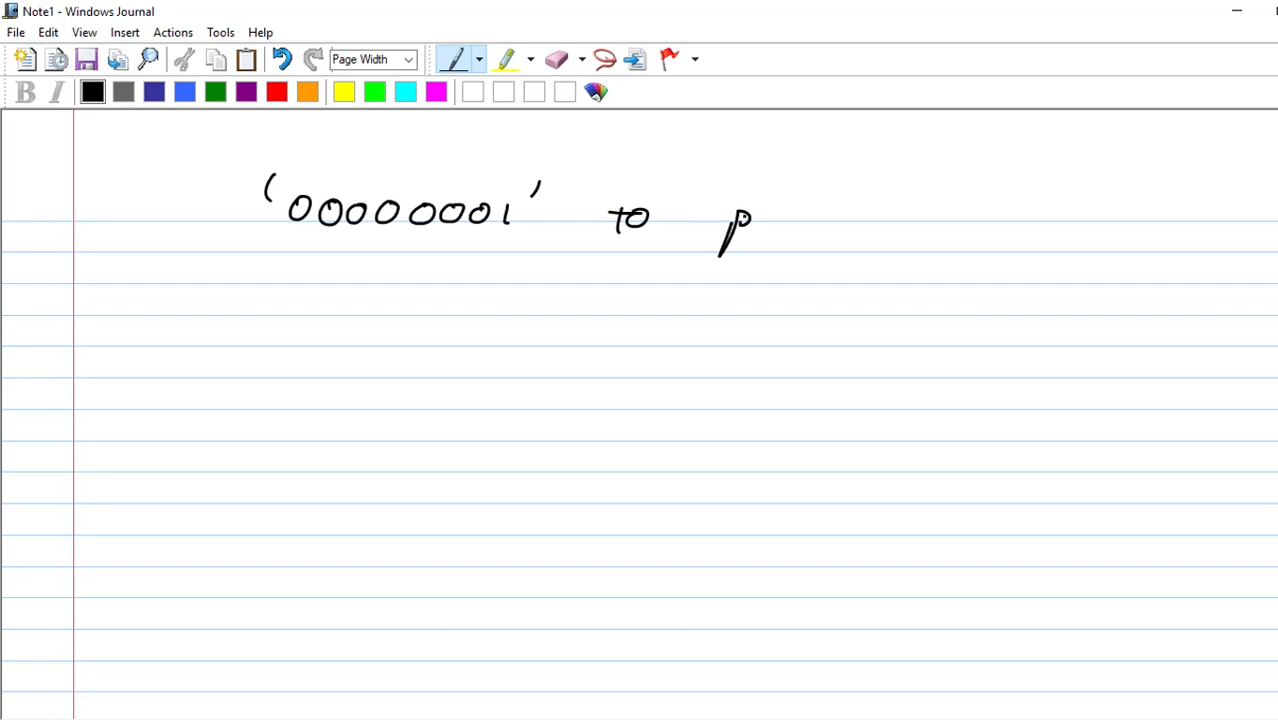 Note1 - Windows Journal
File Edit View Insert Actions Tools Help
Page Width
B I
'00000001' to p